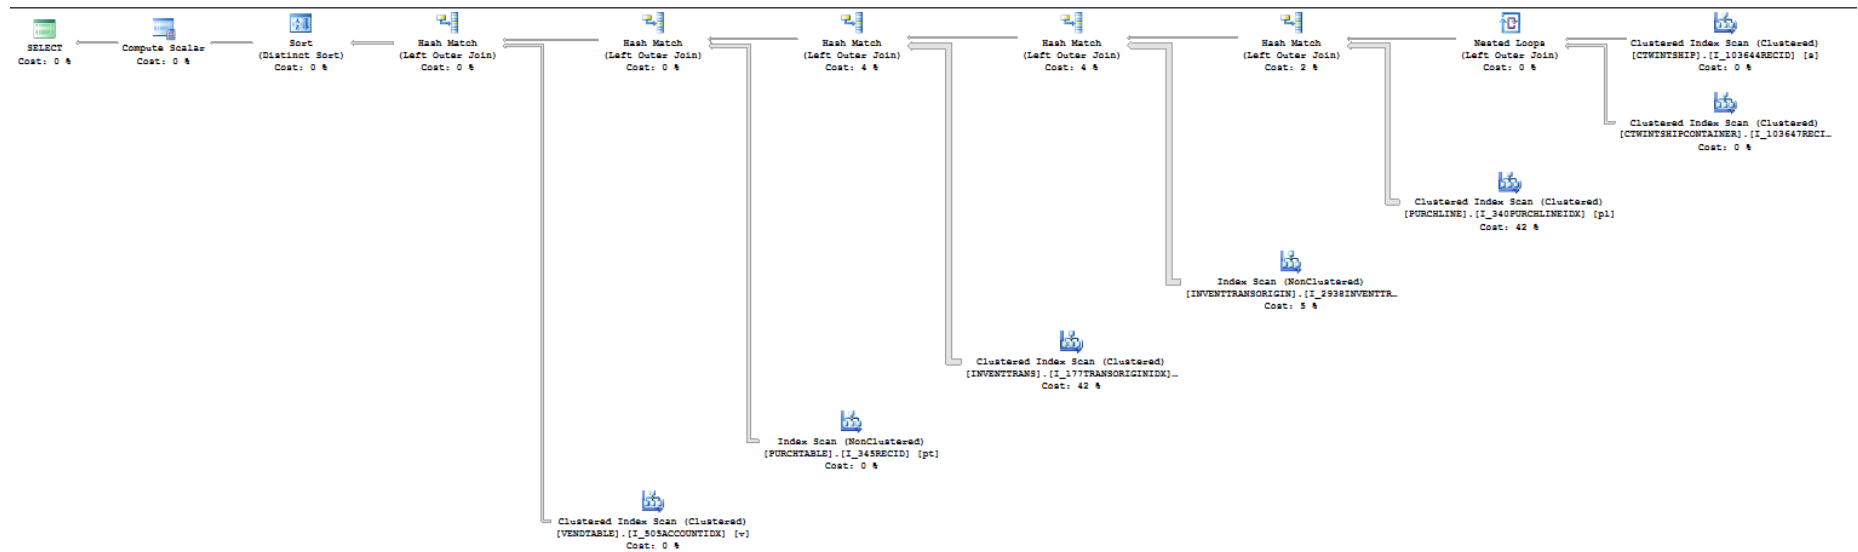 SELECT
Cost: 0 %
Compute Scalar
Cost: 0 %
Sort
(Distinct Sort)
Cost: 0 %
Hash Match
(Left Outer Join)
Cost: 0 %
Hash Match
(Left Outer Join)
Cost: 0 %
Hash Match
(Left Outer Join)
Cost: 4 %
Hash Match
(Left Outer Join)
Cost: 4 %
Hash Match
(Left Outer Join)
Cost: 2 %
Nested Loops
(Left Outer Join)
Cost: 0 %
Clustered Index Scan (Clustered)
[CTWINTSHIP].[I_103644RECID] [s]
Cost: 0 %
Clustered Index Scan (Clustered)
[CTWINTSHIPCONTAINER].[I_103647RECI…
Cost: 0 %
Clustered Index Scan (Clustered)
[PURCHLINE].[I_340PURCHLINEIDX] [pl]
Cost: 42 %
Index Scan (NonClustered)
[INVENTTRANSORIGIN].[I_2938INVENTTR…
Cost: 5 %
Clustered Index Scan (Clustered)
[INVENTTRANS].[I_177TRANSORIGINIDX]…
Cost: 42 %
Index Scan (NonClustered)
[PURCHTABLE].[I_345RECID] [pt]
Cost: 0 %
Clustered Index Scan (Clustered)
[VENDTABLE].[I_505ACCOUNTIDX] [v]
Cost: 0 %